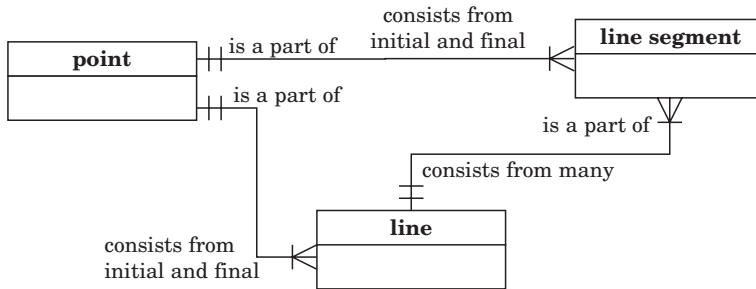 consists from
initial and final
line segment
is a part of
point
is a part of
is a part of
consists from many
line
consists from
initial and final